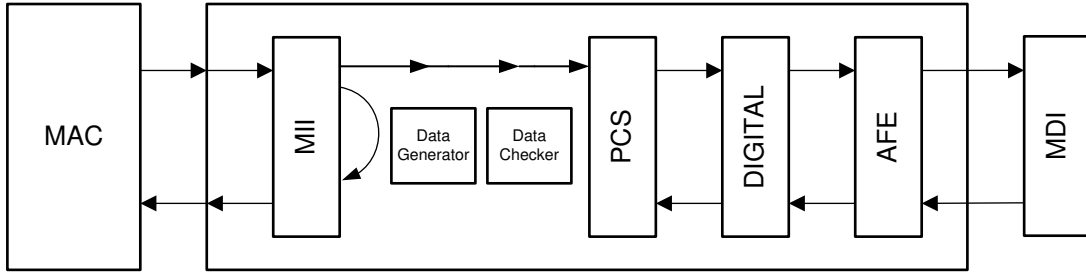 MAC
MII
Data
Generator
Data
Checker
PCS
DIGITAL
AFE
MDI